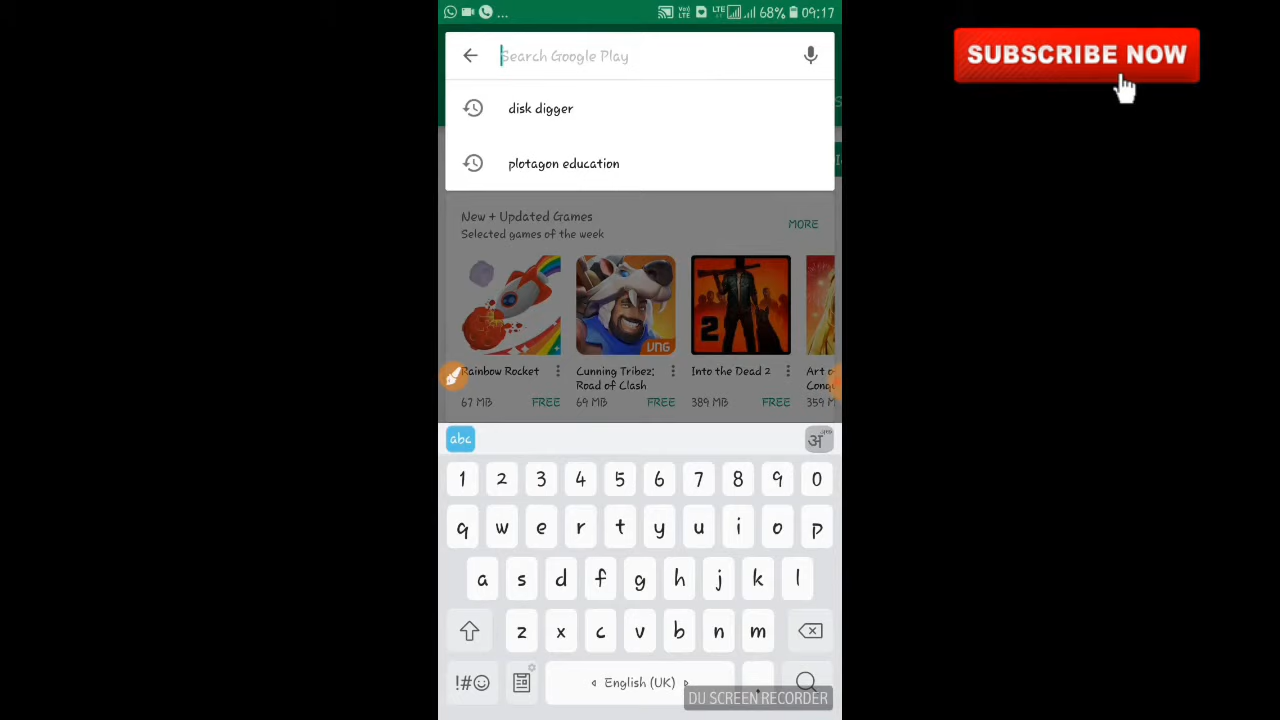 ... LTE 68% 09:17
SUBSCRIBE NOW
Search Google Play
disk digger
plotagon education
New + Updated Games
Selected games of the week
MORE
2
VNG
Rainbow Rocket
67 MB FREE
Cunning Tribez:
Road of Clash
69 MB FREE
Into the Dead 2
389 MB FREE
Art o
Conq
359 M
abc
अ
1 2 3 4 5 6 7 8 9 0
q w e r t y u i o p
a s d f g h j k l
z x c v b n m
!#☺ English (UK) .
DU SCREEN RECORDER